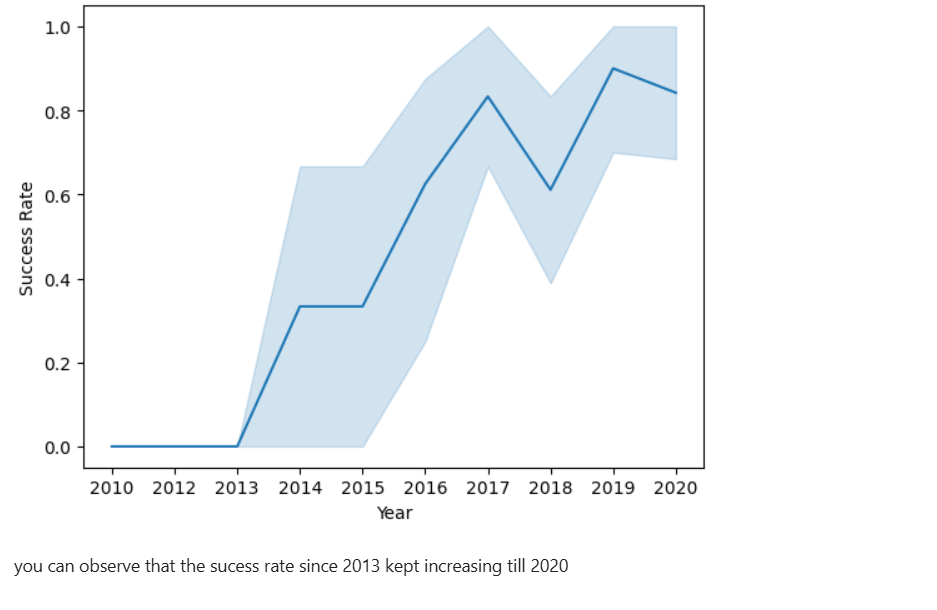 1.0
0.8
0.6
0.4
0.2
0.0
Success Rate
2010 2012 2013 2014 2015 2016 2017 2018 2019 2020
Year
you can observe that the sucess rate since 2013 kept increasing till 2020